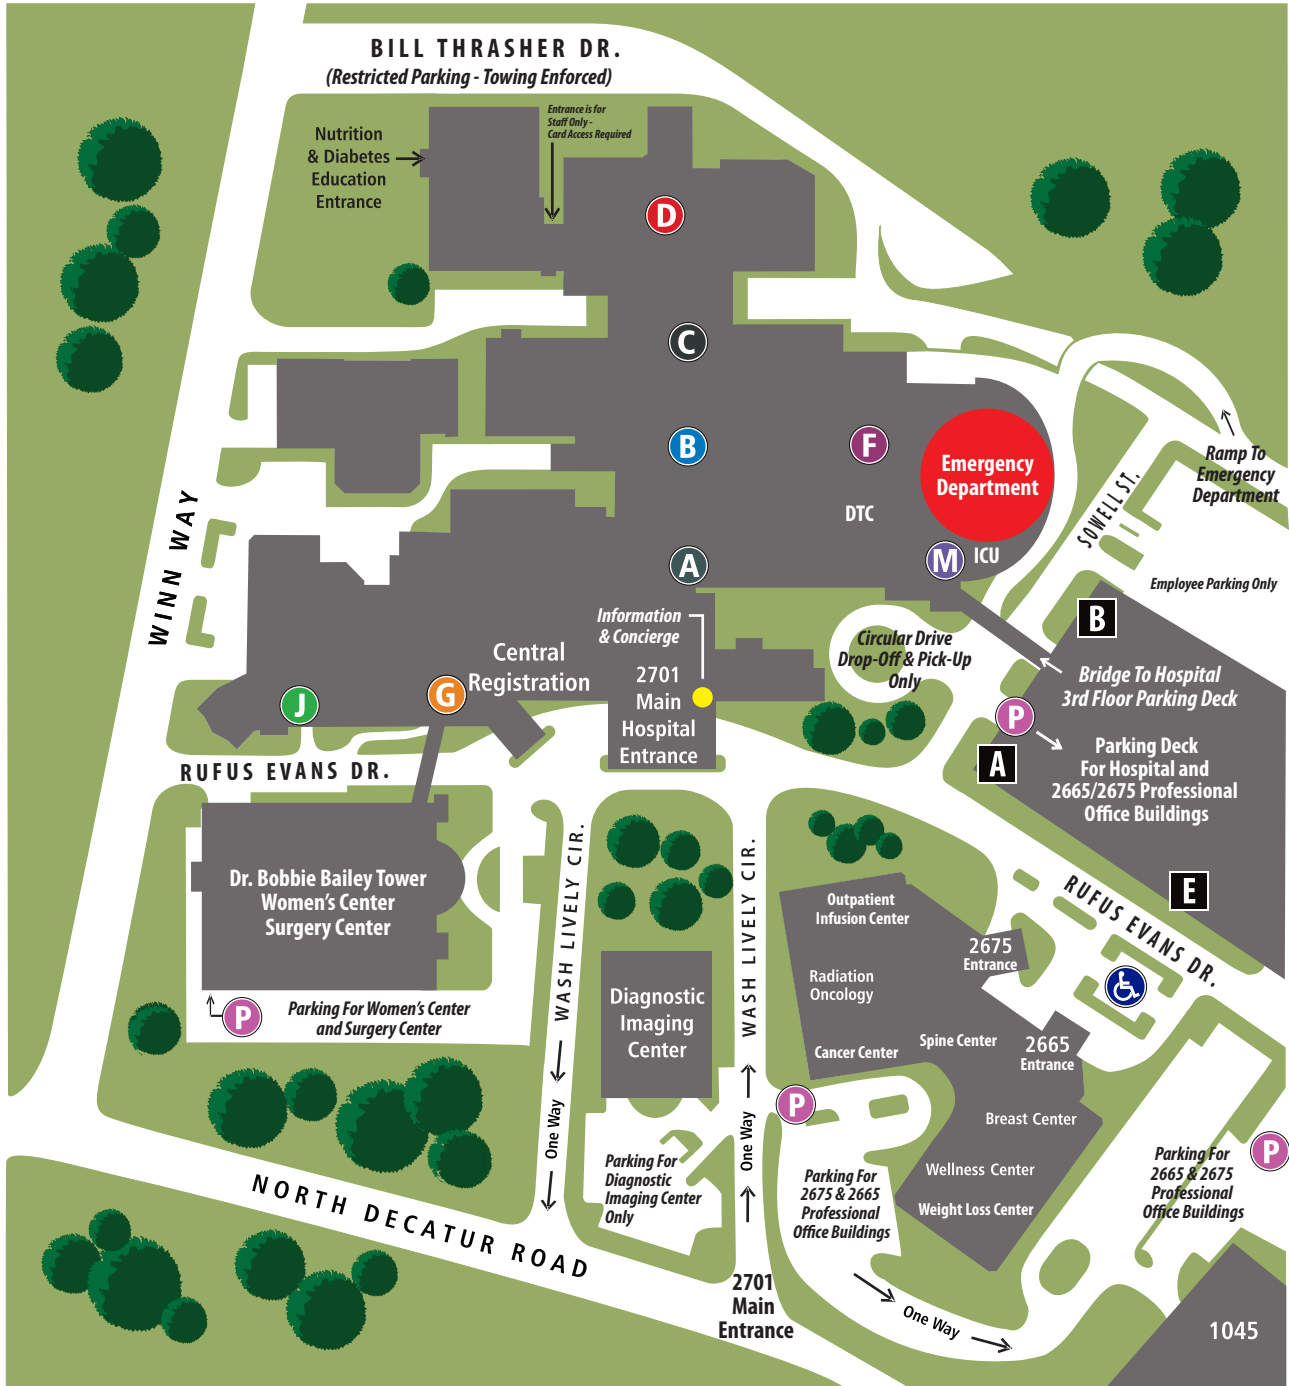 BILL THRASHER DR.
(Restricted Parking - Towing Enforced)
Entrance is for
Staff Only -
Card Access Required
Nutrition
& Diabetes
Education
Entrance
D
C
B
F
Emergency
Department
DTC
ICU
M
A
Ramp To
Emergency
Department
SOWELL ST.
Employee Parking Only
WINN WAY
Information
& Concierge
Central
Registration
2701
Main
Hospital
Entrance
Circular Drive
Drop-Off & Pick-Up
Only
B
Bridge To Hospital
3rd Floor Parking Deck
P
A
Parking Deck
For Hospital and
2665/2675 Professional
Office Buildings
E
J
G
RUFUS EVANS DR.
RUFUS EVANS DR.
Dr. Bobbie Bailey Tower
Women's Center
Surgery Center
P
Parking For Women's Center
and Surgery Center
WASH LIVELY CIR.
One Way
WASH LIVELY CIR.
One Way
Diagnostic
Imaging
Center
Parking For
Diagnostic
Imaging Center
Only
Outpatient
Infusion Center
2675
Entrance
Radiation
Oncology
Cancer Center
Spine Center
2665
Entrance
Breast Center
Wellness Center
Weight Loss Center
P
Parking For
2675 & 2665
Professional
Office Buildings
P
Parking For
2665 & 2675
Professional
Office Buildings
NORTH DECATUR ROAD
2701
Main
Entrance
One Way
1045